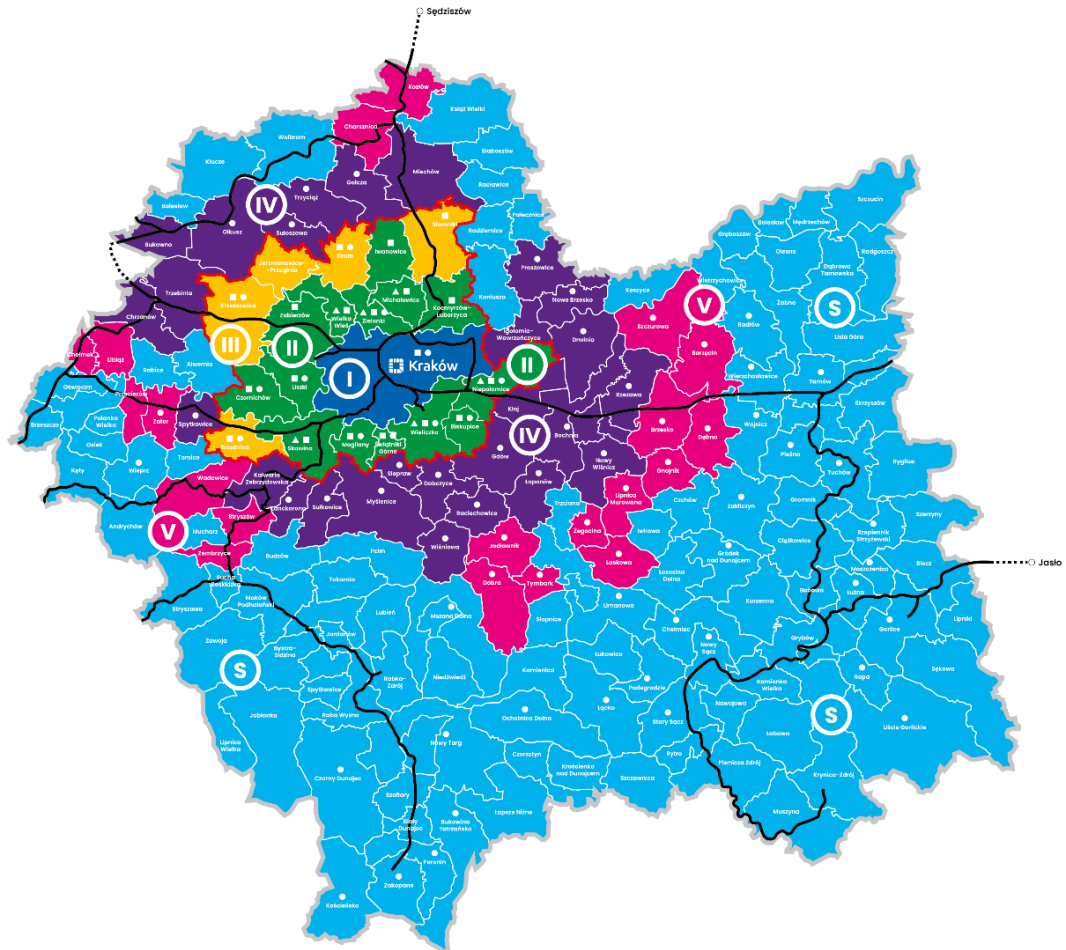 Sędziszów
Kozłów
Książ Wielki
Charsznica
Wolbrom
Słaboszów
Klucze
Miechów
Gołcza
Racławice
Trzyciąż
IV
Bolesław
Szczucin
Pałecznica
Bolesław
Mędrzechów
Gręboszów
Olkusz
Sułoszowa
Słomniki
Radziemice
Bukowno
Iwanowice
Olesno
Radgoszcz
Skała
Jerzmanowice-
-Przeginia
Proszowice
Dąbrowa
Tarnowska
Wietrzychowice
Trzebinia
Krzeszowice
Michałowice
Koniusza
Nowe Brzesko
Koszyce
Żabno
V
S
Zabierzów
Wielka
Wieś
Zielonki
Kocmyrzów
Luborzyca
Chrzanów
Szczurowa
Radłów
Igołomia-
Wawrzeńczyce
Drwinia
Lisia Góra
III
II
Chełmek
Libiąż
Borzęcin
Babice
Alwernia
I
Kraków
II
Wierzchosławice
Tarnów
Oświęcim
Liszki
Niepołomice
Przeciszów
Czernichów
Rzezawa
Skrzyszów
Brzeszcze
Polanka
Wielka
Zator
Spytkowice
Kłaj
Wojnicz
Biskupice
Brzesko
Dębno
Wieliczka
IV
Bochnia
Osiek
Brzeźnica
Skawina
Mogilany
Świątniki
Górne
Gdów
Pleśna
Tomice
Nowy
Wiśnicz
Ryglice
Kęty
Wieprz
Siepraw
Gnojnik
Tuchów
Wadowice
Kalwaria
Zebrzydowska
Dobczyce
Łapanów
Myślenice
Lipnica
Murowana
Czchów
Gromnik
Lanckorona
Sułkowice
Raciechowice
Trzciana
Zakliczyn
Szerzyny
Stryszów
Andrychów
V
Mucharz
Żegocina
Iwkowa
Rzepiennik
Strzyżewski
Wiśniowa
Jodłownik
Ciężkowice
Zembrzyce
Budzów
Pcim
Laskowa
Gródek
nad Dunajcem
Łososina
Dolna
Moszczenica
Biecz
Jasło
Sucha
Beskidzka
Tokarnia
Dobra
Tymbark
Łużna
Bobowa
Maków
Podhalański
Stryszawa
Limanowa
Korzenna
Lubień
Mszana Dolna
Słopnice
Chełmiec
Lipinki
Gorlice
Zawoja
Jordanów
Grybów
Nowy
Sącz
Bystra-
Sidzina
Łukowica
S
Kamienica
Sękowa
Rabka-
Zdrój
Niedźwiedź
Ropa
Kamionka
Wielka
Spytkowice
Podegrodzie
Nawojowa
Łącko
Jabłonka
Raba Wyżna
Ochotnica Dolna
Stary Sącz
S
Uście Gorlickie
Łabowa
Lipnica
Wielka
Nowy Targ
Czorsztyn
Rytro
Piwniczna Zdrój
Krościenko
nad Dunajcem
Szczawnica
Krynica-Zdrój
Czarny Dunajec
Szaflary
Łapsze Niżne
Muszyna
Biały
Dunajec
Bukowina
Tatrzańska
Poronin
Zakopane
Kościelisko